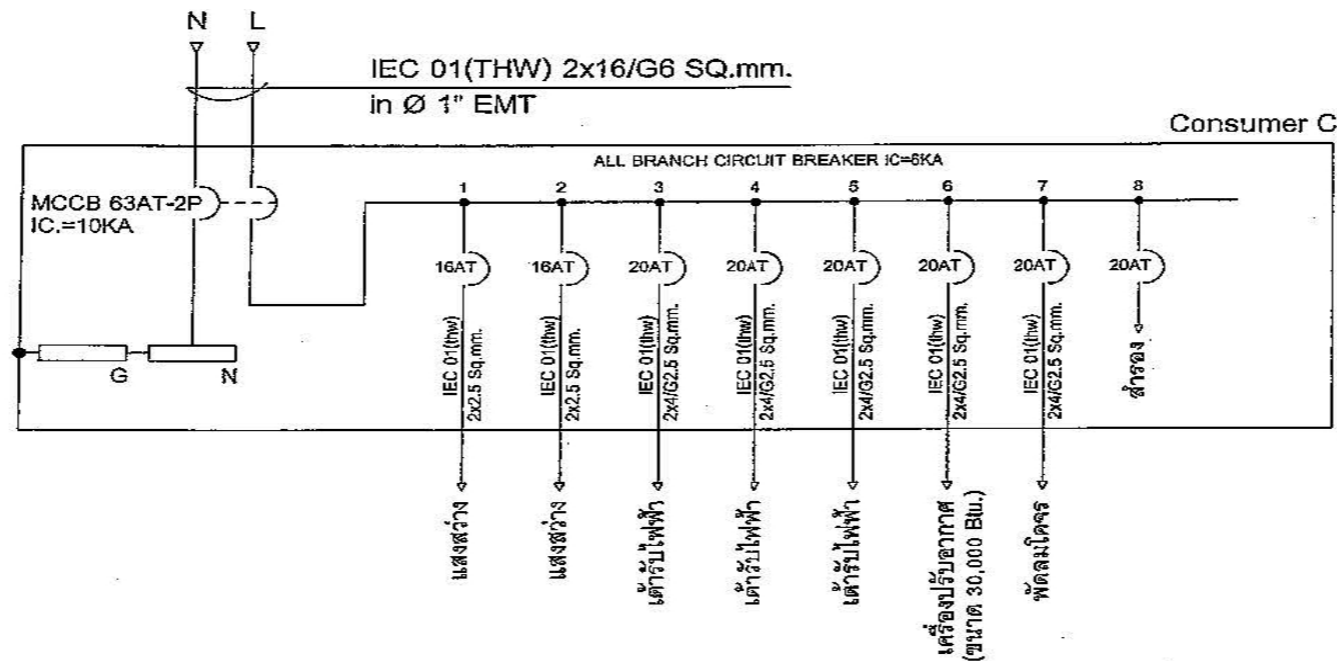 N L
IEC 01(THW) 2x16/G6 SQ.mm.
in Ø 1" EMT
Consumer C
ALL BRANCH CIRCUIT BREAKER IC=6KA
1 2 3 4 5 6 7 8
MCCB 63AT-2P
IC.=10KA
16AT 16AT 20AT 20AT 20AT 20AT 20AT 20AT
IEC 01(thw)
2x2.5 Sq.mm.
IEC 01(thw)
2x2.5 Sq.mm.
IEC 01(thw)
2x4/G2.5 Sq.mm.
IEC 01(thw)
2x4/G2.5 Sq.mm.
IEC 01(thw)
2x4/G2.5 Sq.mm.
IEC 01(thw)
2x4/G2.5 Sq.mm.
IEC 01(thw)
2x4/G2.5 Sq.mm.
สำรอง
G N
แสงสว่าง
แสงสว่าง
เต้ารับไฟฟ้า
เต้ารับไฟฟ้า
เต้ารับไฟฟ้า
เครื่องปรับอากาศ
(ขนาด 30,000 Btu.)
พัดลมโคจร